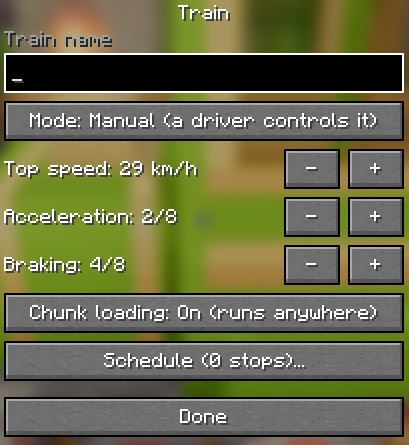 Train
Train name
_
Mode: Manual (a driver controls it)
Top speed: 29 km/h - +
Acceleration: 2/8 - +
Braking: 4/8 - +
Chunk loading: On (runs anywhere)
Schedule (0 stops)...
Done